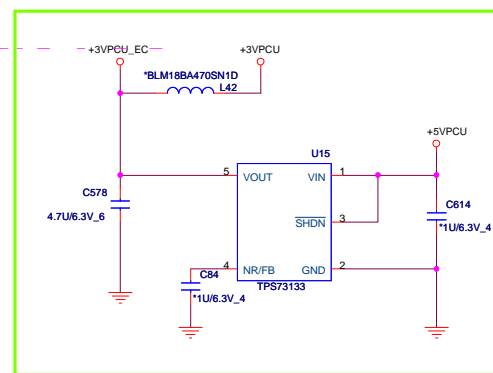 +3VPCU_EC
+3VPCU
*BLM18BA470SN1D
L42
+5VPCU
U15
5
VOUT
VIN
1
C578
4.7U/6.3V_6
SHDN
3
C614
*1U/6.3V_4
4
NR/FB
GND
2
C84
TPS73133
*1U/6.3V_4